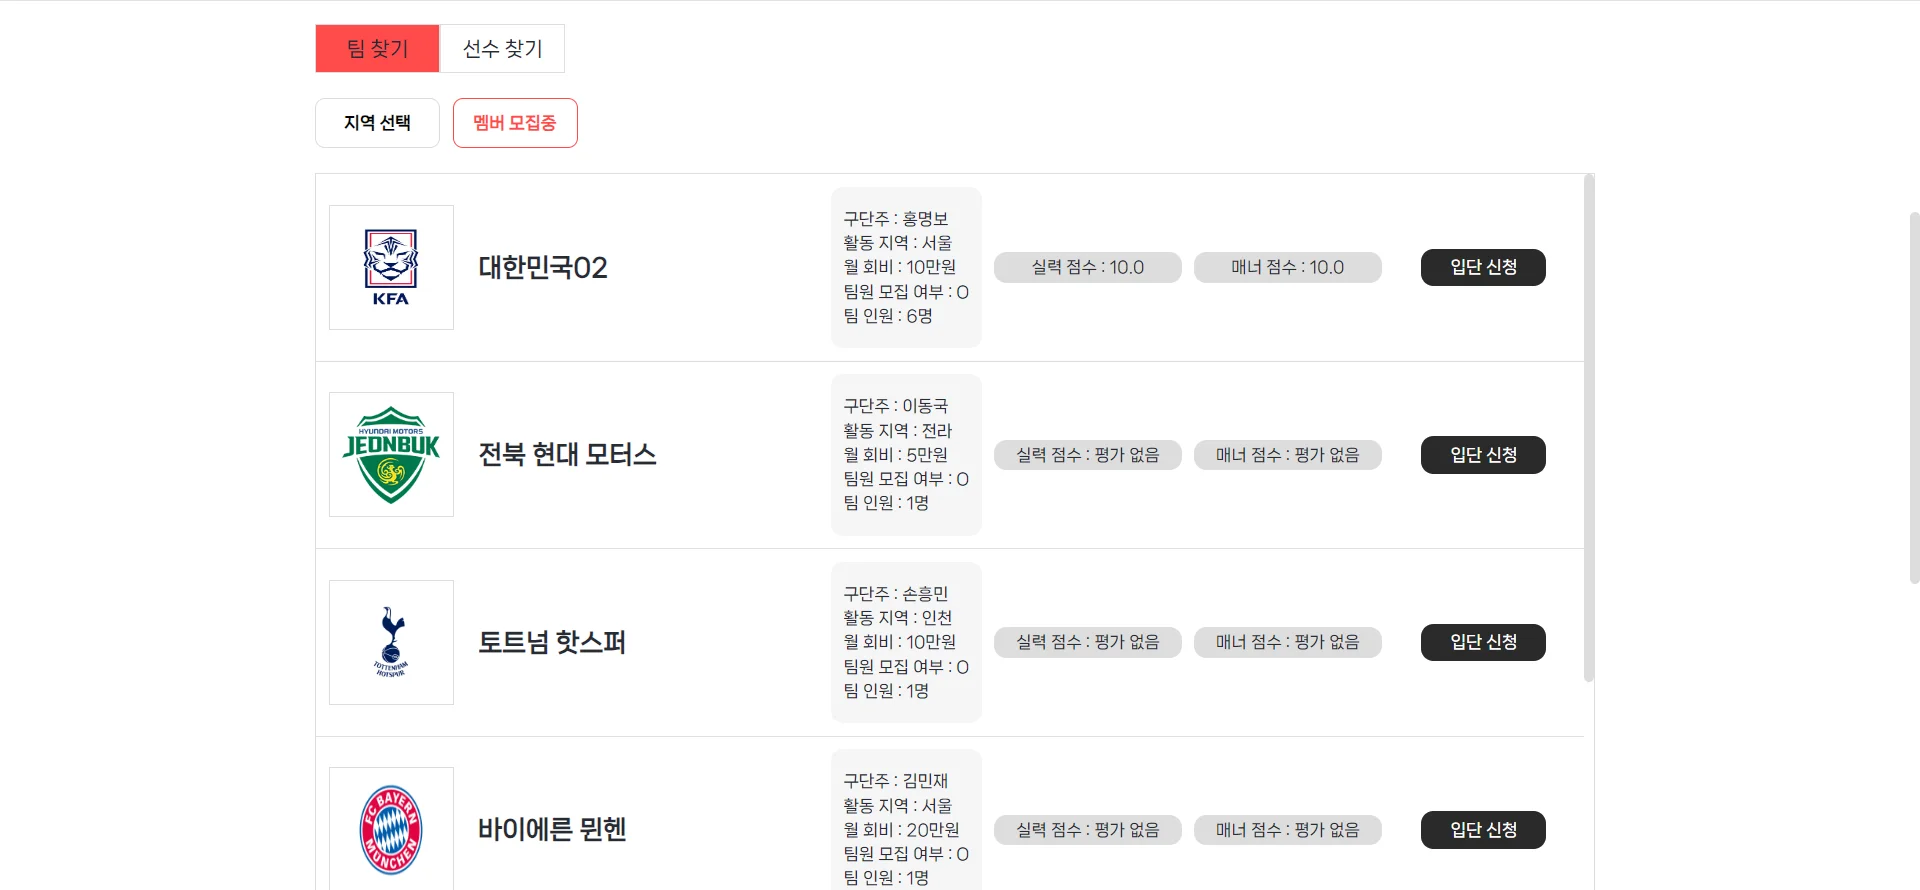 팀 찾기
선수 찾기
지역 선택
멤버 모집중
KFA
대한민국02
구단주 : 홍명보
활동 지역 : 서울
월 회비 : 10만원
팀원 모집 여부 : O
팀 인원 : 6명
실력 점수 : 10.0
매너 점수 : 10.0
입단 신청
HYUNDAI MOTORS
JEONBUK
전북 현대 모터스
구단주 : 이동국
활동 지역 : 전라
월 회비 : 5만원
팀원 모집 여부 : O
팀 인원 : 1명
실력 점수 : 평가 없음
매너 점수 : 평가 없음
입단 신청
TOTTENHAM
HOTSPUR
토트넘 핫스퍼
구단주 : 손흥민
활동 지역 : 인천
월 회비 : 10만원
팀원 모집 여부 : O
팀 인원 : 1명
실력 점수 : 평가 없음
매너 점수 : 평가 없음
입단 신청
FC BAYERN
MÜNCHEN
바이에른 뮌헨
구단주 : 김민재
활동 지역 : 서울
월 회비 : 20만원
팀원 모집 여부 : O
팀 인원 : 1명
실력 점수 : 평가 없음
매너 점수 : 평가 없음
입단 신청